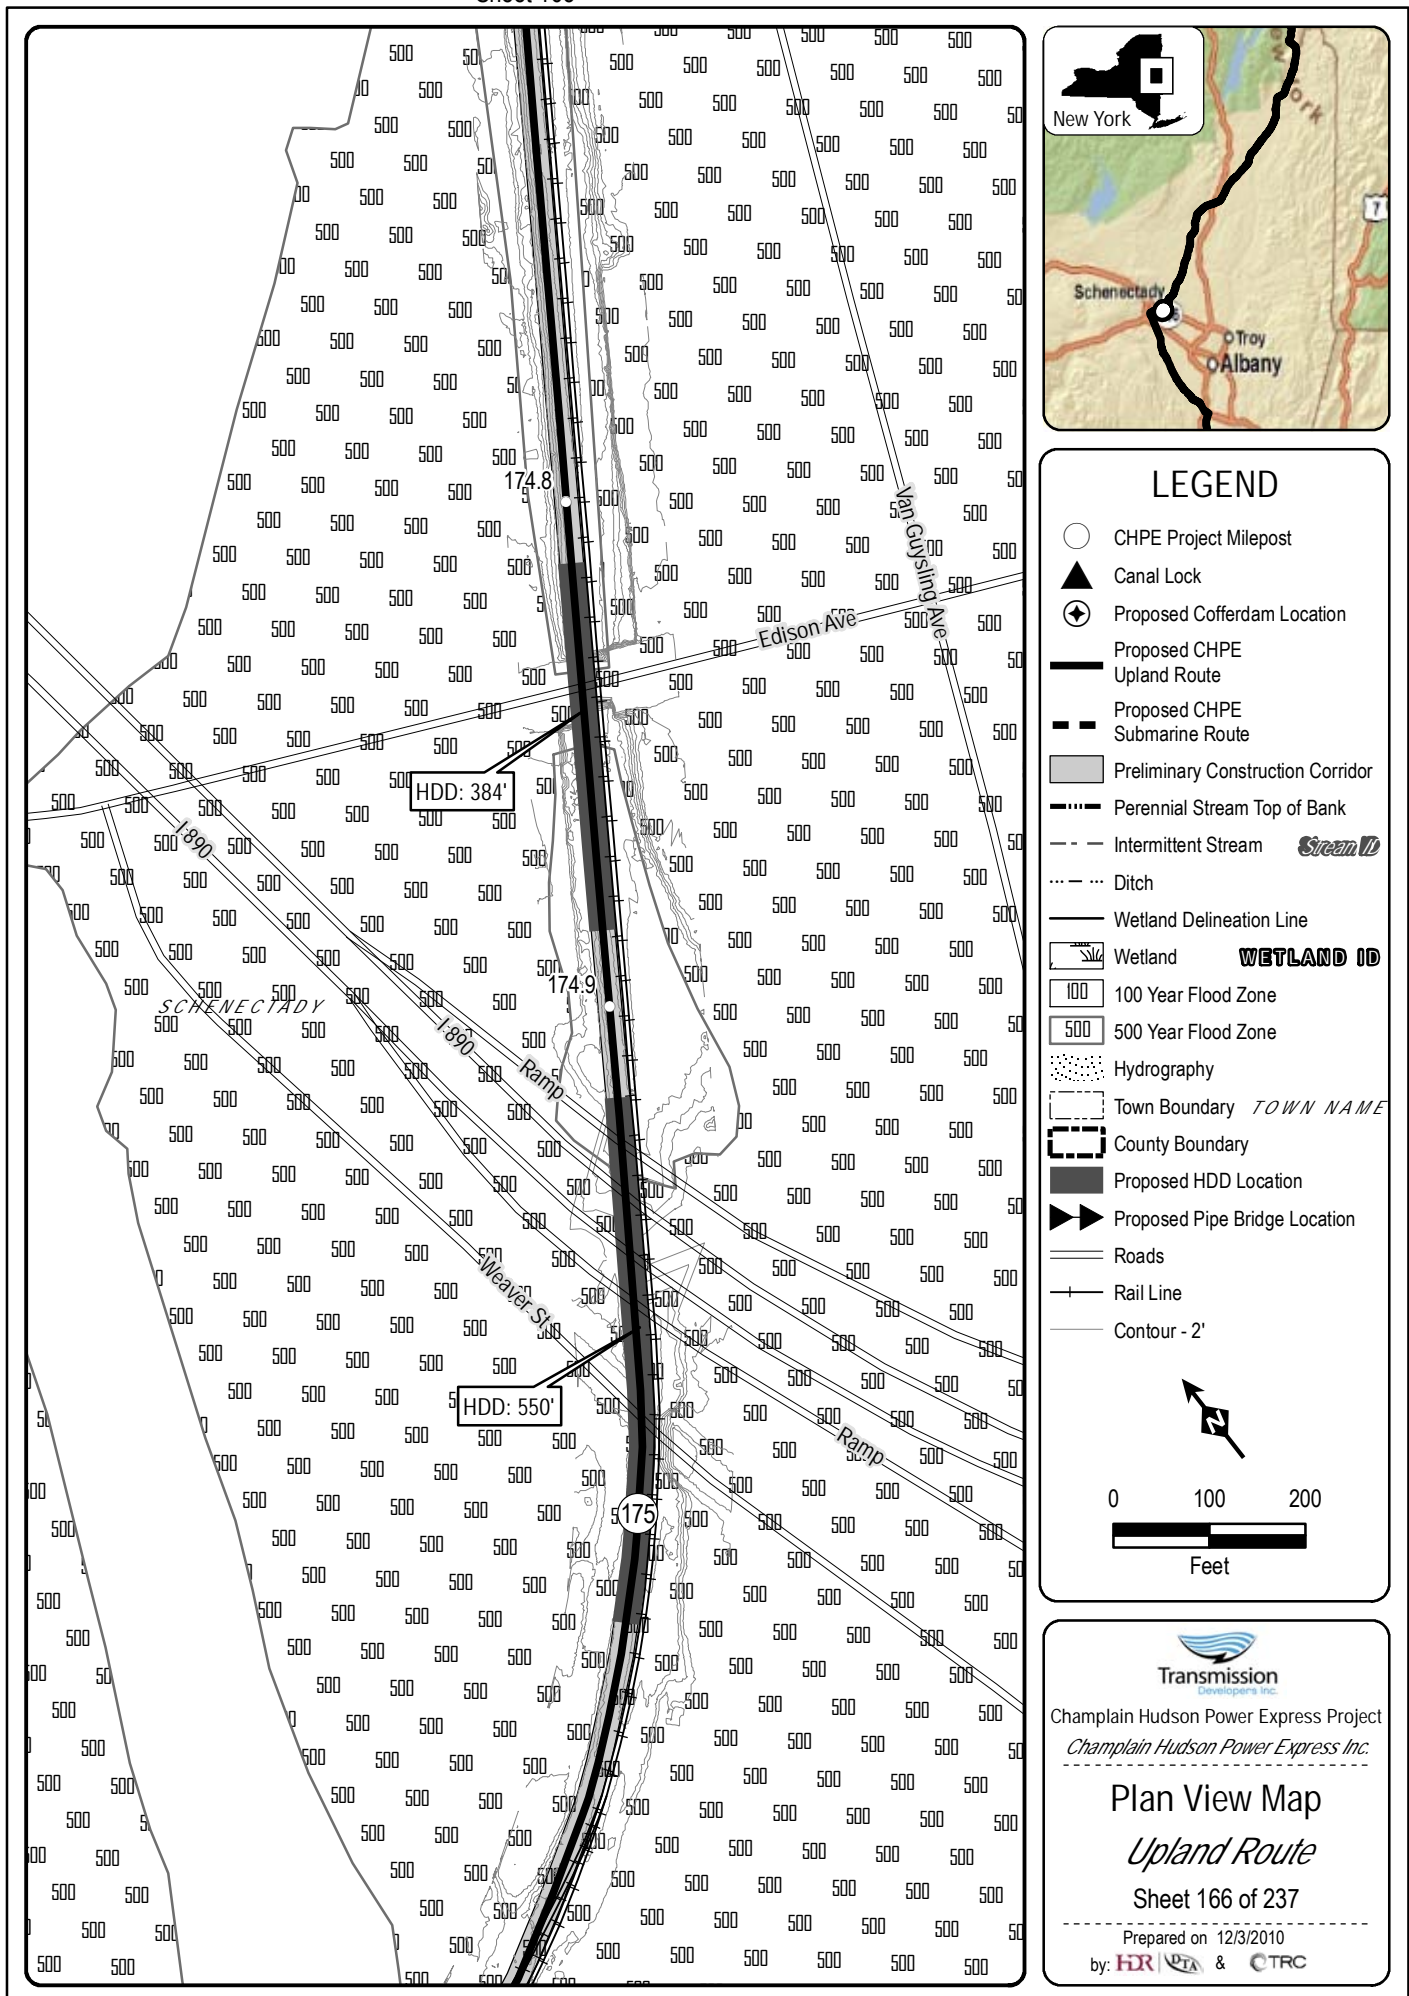 174.8
Van Guysling Ave
Edison Ave
HDD: 384'
I-890
174.9
SCHENECTADY
I-890
Ramp
Weaver St
HDD: 550'
Ramp
175
500
New York
Schenectady
Troy
Albany
7
LEGEND
CHPE Project Milepost
Canal Lock
Proposed Cofferdam Location
Proposed CHPE
Upland Route
Proposed CHPE
Submarine Route
Preliminary Construction Corridor
Perennial Stream Top of Bank
Intermittent Stream Stream ID
Ditch
Wetland Delineation Line
Wetland WETLAND ID
100 100 Year Flood Zone
500 500 Year Flood Zone
Hydrography
Town Boundary TOWN NAME
County Boundary
Proposed HDD Location
Proposed Pipe Bridge Location
Roads
Rail Line
Contour - 2'
N
0 100 200
Feet
Transmission
Developers Inc.
Champlain Hudson Power Express Project
Champlain Hudson Power Express Inc.
Plan View Map
Upland Route
Sheet 166 of 237
Prepared on 12/3/2010
by: HDR DTA & TRC